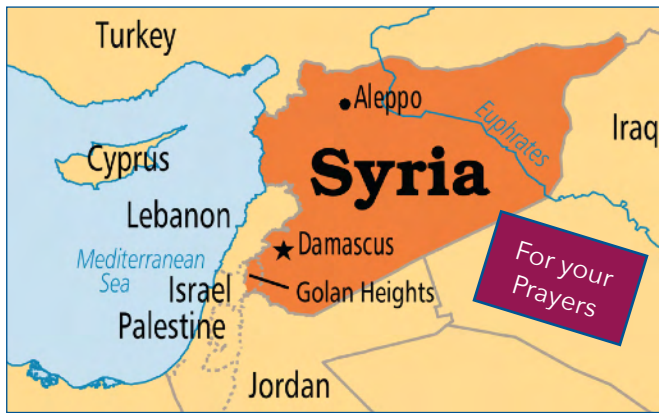 Turkey
Aleppo
Euphrates
Iraq
Cyprus
Syria
Lebanon
Damascus
Mediterranean
Sea
Israel
Golan Heights
Palestine
Jordan
For your
Prayers